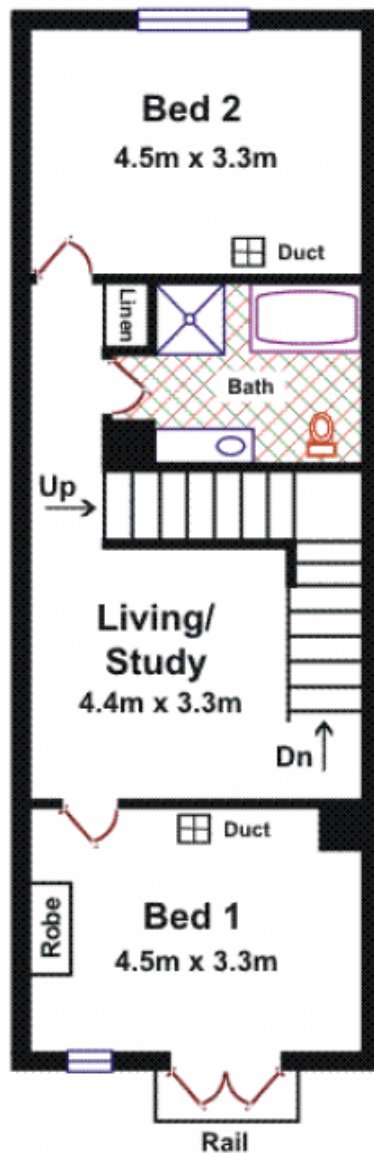 Bed 2
4.5m x 3.3m
Duct
Linen
Bath
Up
Living/
Study
4.4m x 3.3m
Dn
Duct
Bed 1
Robe
4.5m x 3.3m
Rail